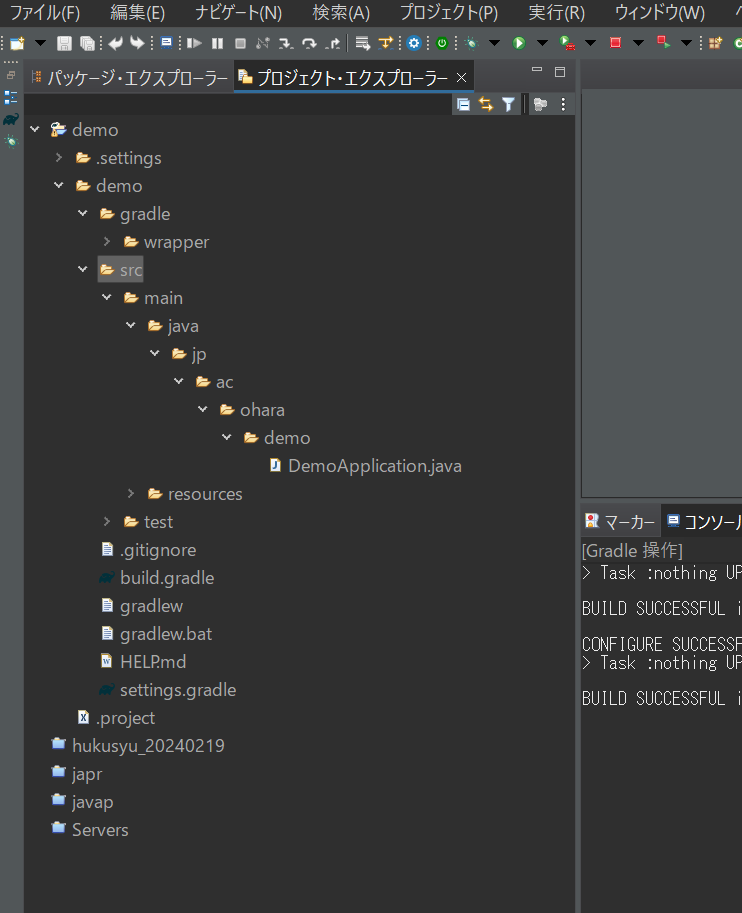 ファイル(F) 編集(E) ナビゲート(N) 検索(A) プロジェクト(P) 実行(R) ウィンドウ(W)
パッケージ・エクスプローラー プロジェクト・エクスプローラー
demo
.settings
demo
gradle
wrapper
src
main
java
jp
ac
ohara
demo
DemoApplication.java
resources
test
.gitignore
build.gradle
gradlew
gradlew.bat
HELP.md
settings.gradle
.project
hukusyu_20240219
japr
javap
Servers
マーカー コンソール
[Gradle 操作]
> Task :nothing UP
BUILD SUCCESSFUL i
CONFIGURE SUCCESSF
> Task :nothing UP
BUILD SUCCESSFUL i